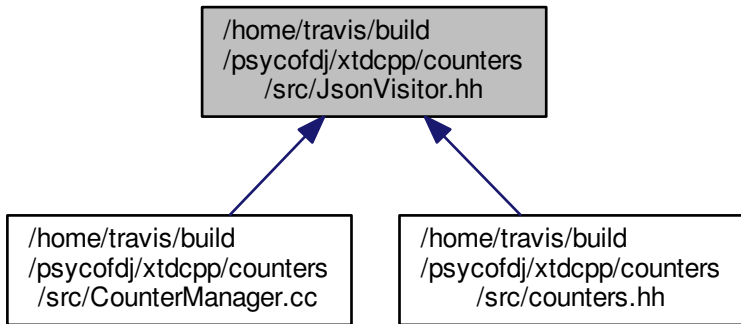 /home/travis/build
/psycofdj/xtdcpp/counters
/src/JsonVisitor.hh
/home/travis/build
/psycofdj/xtdcpp/counters
/src/CounterManager.cc
/home/travis/build
/psycofdj/xtdcpp/counters
/src/counters.hh